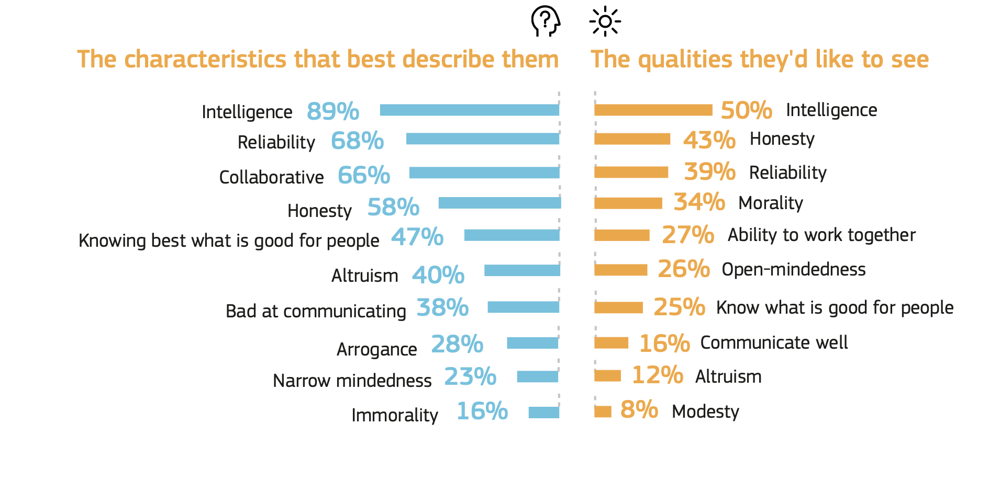 The characteristics that best describe them
Intelligence 89%
Reliability 68%
Collaborative 66%
Honesty 58%
Knowing best what is good for people 47%
Altruism 40%
Bad at communicating 38%
Arrogance 28%
Narrow mindedness 23%
Immorality 16%
The qualities they'd like to see
50% Intelligence
43% Honesty
39% Reliability
34% Morality
27% Ability to work together
26% Open-mindedness
25% Know what is good for people
16% Communicate well
12% Altruism
8% Modesty